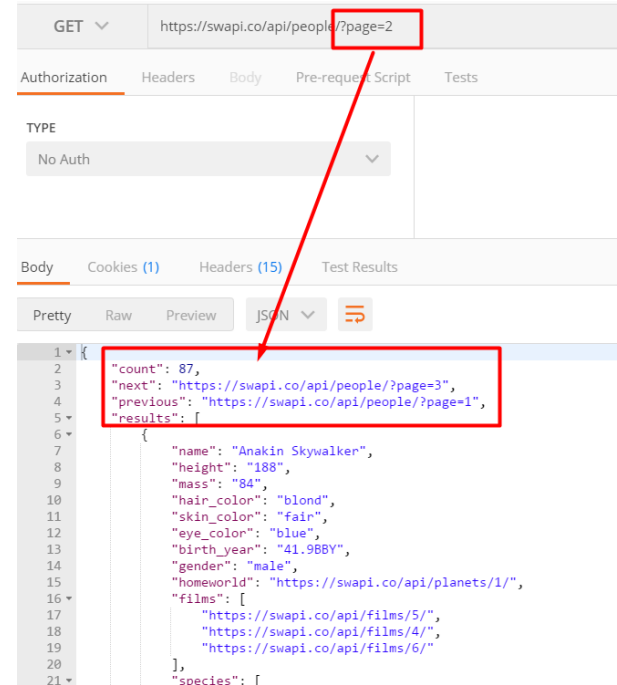 GET https://swapi.co/api/people/?page=2
Authorization Headers Body Pre-request Script Tests
TYPE
No Auth
Body Cookies (1) Headers (15) Test Results
Pretty Raw Preview JSON
1 {
2 "count": 87,
3 "next": "https://swapi.co/api/people/?page=3",
4 "previous": "https://swapi.co/api/people/?page=1",
5 "results": [
6 {
7 "name": "Anakin Skywalker",
8 "height": "188",
9 "mass": "84",
10 "hair_color": "blond",
11 "skin_color": "fair",
12 "eye_color": "blue",
13 "birth_year": "41.9BBY",
14 "gender": "male",
15 "homeworld": "https://swapi.co/api/planets/1/",
16 "films": [
17 "https://swapi.co/api/films/5/",
18 "https://swapi.co/api/films/4/",
19 "https://swapi.co/api/films/6/"
20 ],
21 "species": [